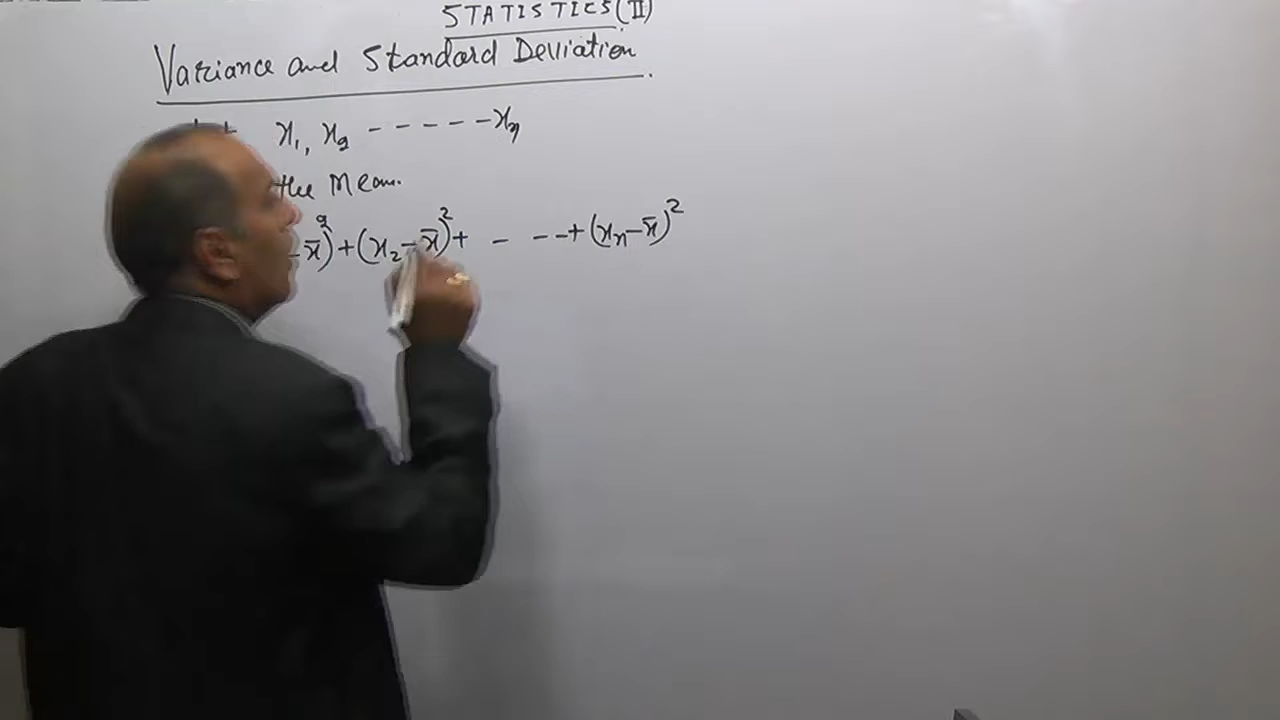 STATISTICS (II)
Variance and Standard Deviation
x₁, x₂ ------xₙ
the Mean.
- x̄)² + (x₂-x̄)² + - --+ (xₙ-x̄)²